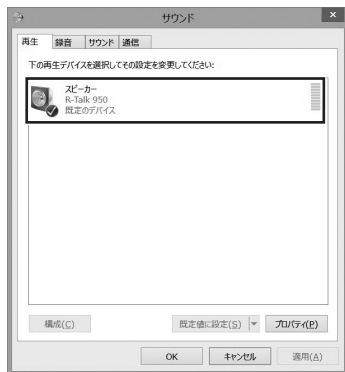 サウンド
再生 録音 サウンド 通信
下の再生デバイスを選択してその設定を変更してください:
スピーカー
R-Talk 950
既定のデバイス
構成(C) 既定値に設定(S) プロパティ(P)
OK キャンセル 適用(A)